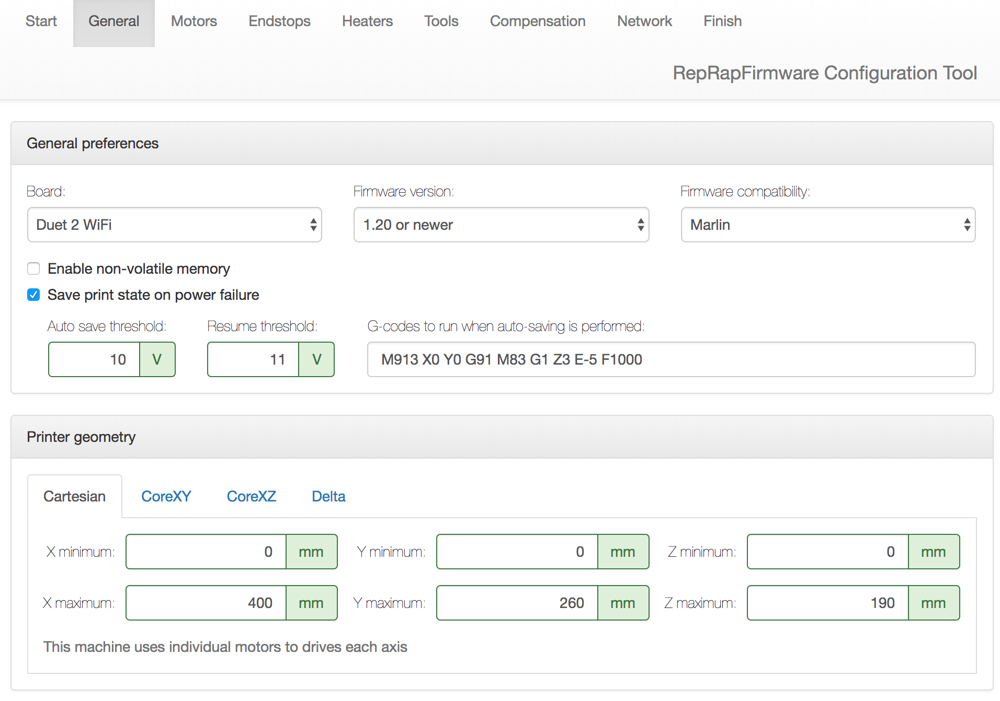 Start General Motors Endstops Heaters Tools Compensation Network Finish
RepRapFirmware Configuration Tool
General preferences
Board: Firmware version: Firmware compatibility:
Duet 2 WiFi 1.20 or newer Marlin
Enable non-volatile memory
Save print state on power failure
Auto save threshold: Resume threshold: G-codes to run when auto-saving is performed:
10 V 11 V M913 X0 Y0 G91 M83 G1 Z3 E-5 F1000
Printer geometry
Cartesian CoreXY CoreXZ Delta
X minimum: 0 mm Y minimum: 0 mm Z minimum: 0 mm
X maximum: 400 mm Y maximum: 260 mm Z maximum: 190 mm
This machine uses individual motors to drives each axis